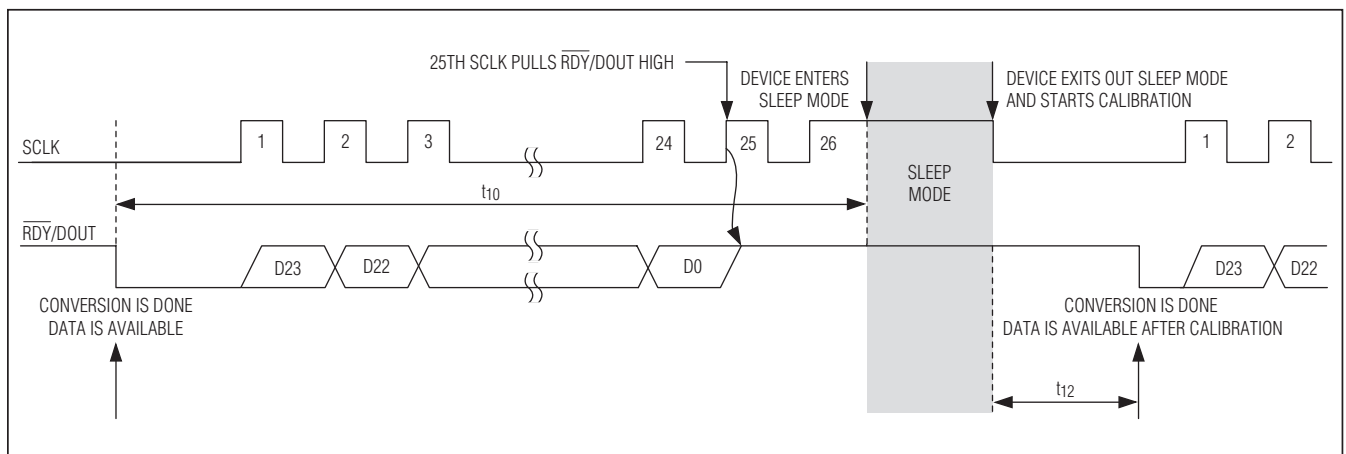 25TH SCLK PULLS R̅D̅Y̅/DOUT HIGH
DEVICE ENTERS
SLEEP MODE
DEVICE EXITS OUT SLEEP MODE
AND STARTS CALIBRATION
SCLK
1
2
3
24
25
26
1
2
SLEEP
MODE
t10
R̅D̅Y̅/DOUT
D23
D22
D0
D23
D22
CONVERSION IS DONE
DATA IS AVAILABLE
CONVERSION IS DONE
DATA IS AVAILABLE AFTER CALIBRATION
t12